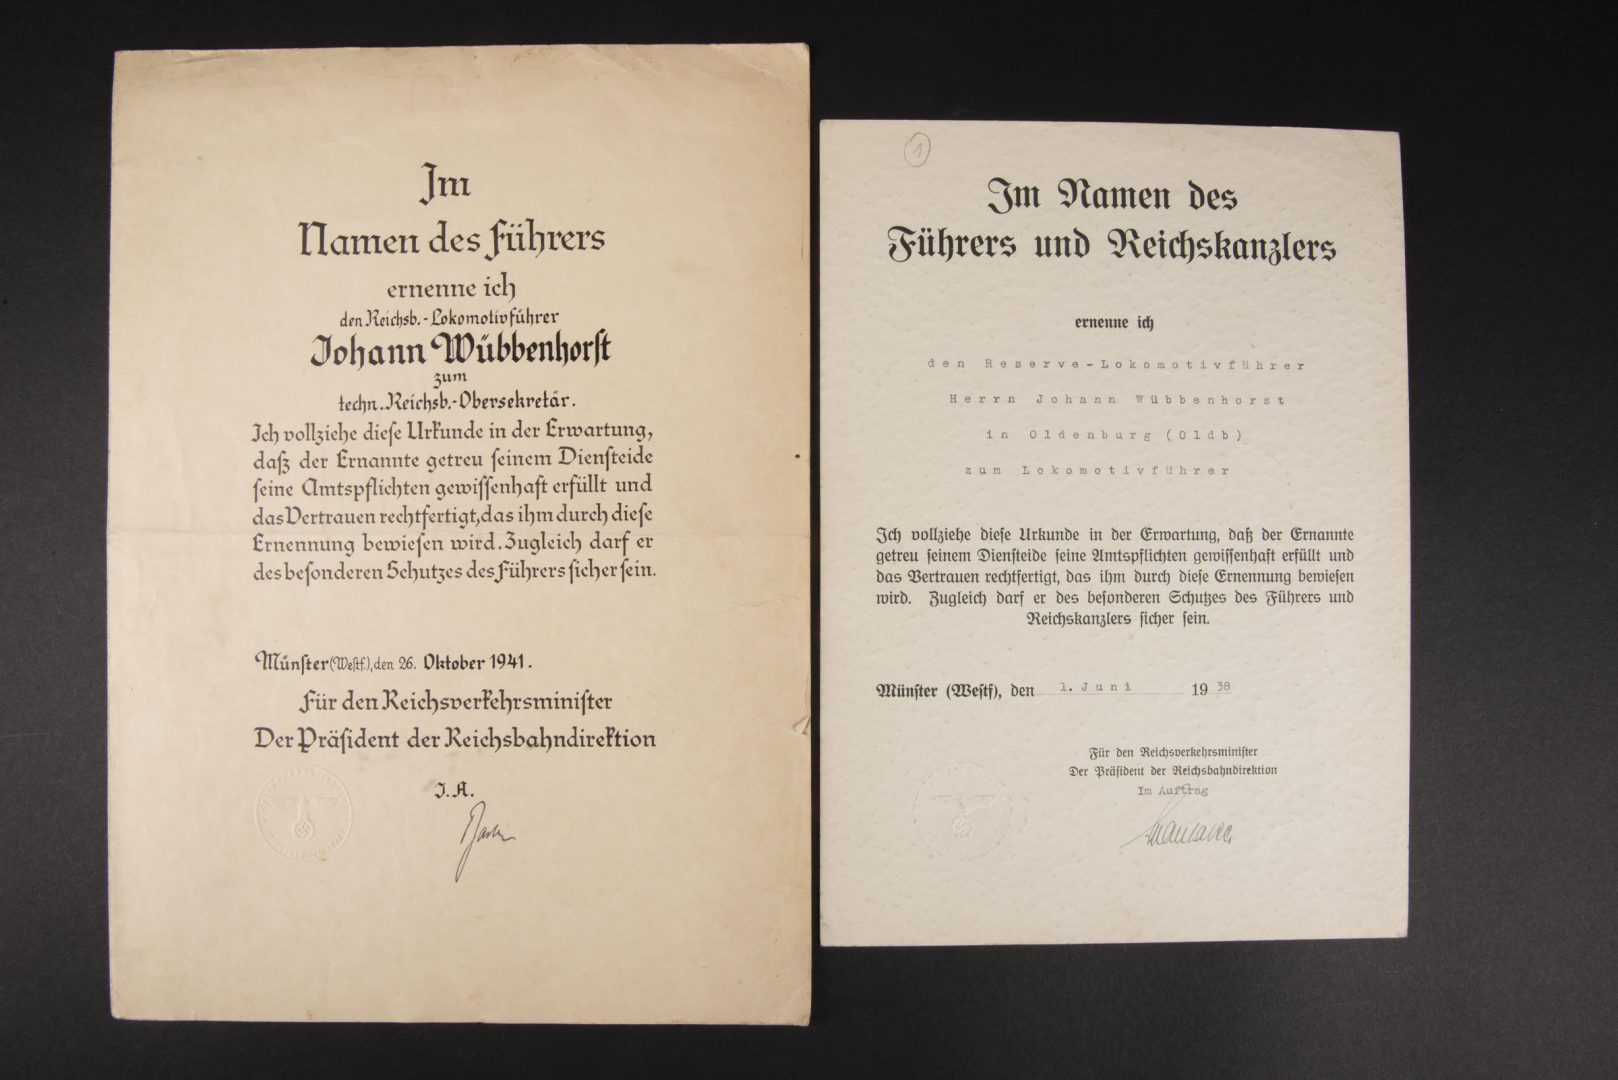 Im
Namen des Führers
ernenne ich
den Reichsb.-Lokomotivführer
Johann Wübbenhorst
zum
techn. Reichsb.-Obersekretär.
Ich vollziehe dieſe Urkunde in der Erwartung,
daß der Ernannte getreu ſeinem Dienſteide
ſeine Amtspflichten gewiſſenhaft erfüllt und
das Vertrauen rechtfertigt, das ihm durch dieſe
Ernennung bewieſen wird. Zugleich darf er
des beſonderen Schutzes des Führers ſicher ſein.
Münſter (Weſtf.), den 26. Oktober 1941.
Für den Reichsverkehrsminiſter
Der Präſident der Reichsbahndirektion
I. A.
1
Im Namen des
Führers und Reichskanzlers
ernenne ich
den Reserve-Lokomotivführer
Herrn Johann Wübbenhorst
in Oldenburg (Oldb)
zum Lokomotivführer
Ich vollziehe dieſe Urkunde in der Erwartung, daß der Ernannte
getreu ſeinem Dienſteide ſeine Amtspflichten gewiſſenhaft erfüllt und
das Vertrauen rechtfertigt, das ihm durch dieſe Ernennung bewieſen
wird. Zugleich darf er des beſonderen Schutzes des Führers und
Reichskanzlers ſicher ſein.
Münſter (Weſtf), den 1. Juni 19 38
Für den Reichsverkehrsminiſter
Der Präſident der Reichsbahndirektion
Im Auftrag